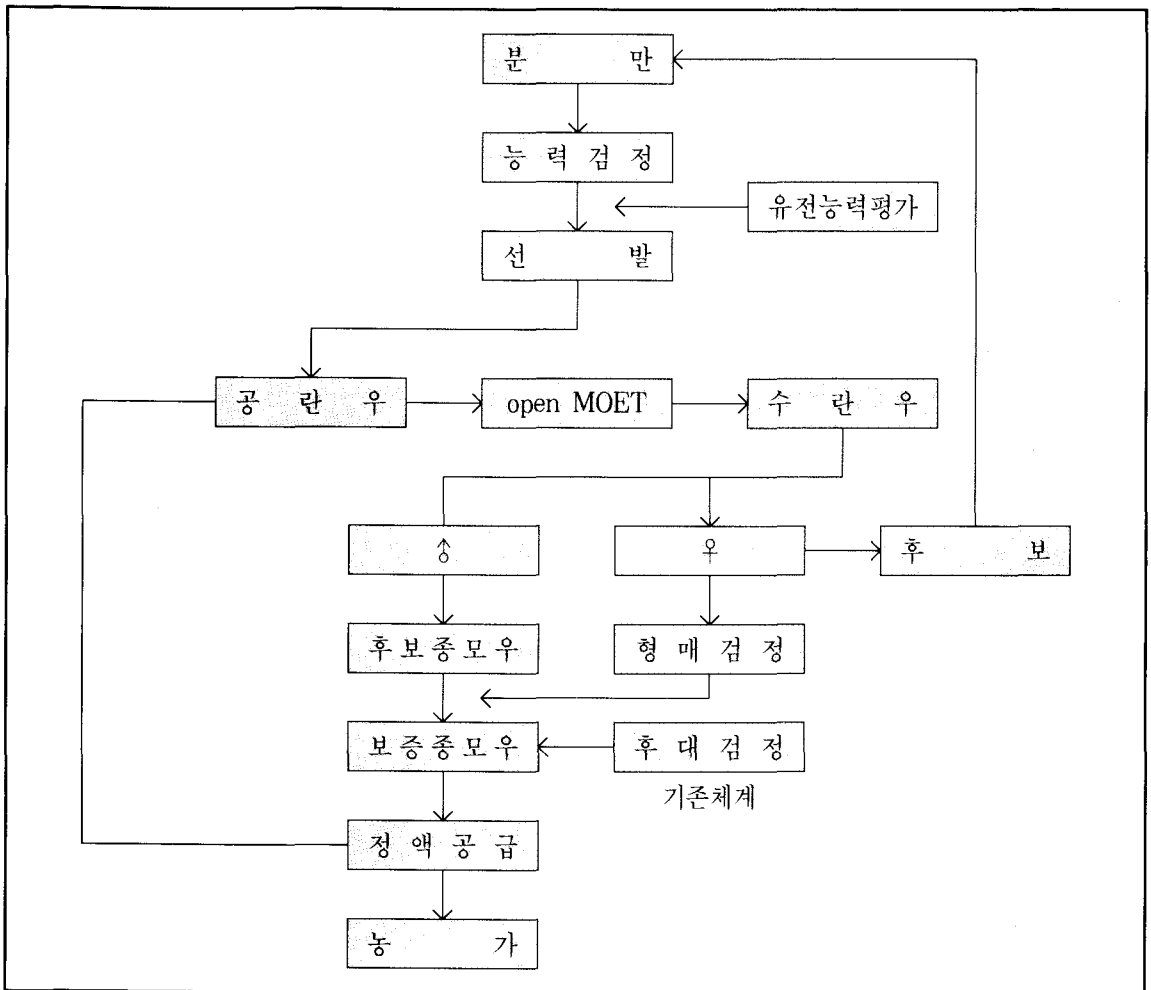 분 만
능 력 검 정
유전능력평가
선 발
공 란 우
open MOET
수 란 우
♂
♀
후 보
후보종모우
형 매 검 정
보증종모우
후 대 검 정
기존체계
정 액 공 급
농 가